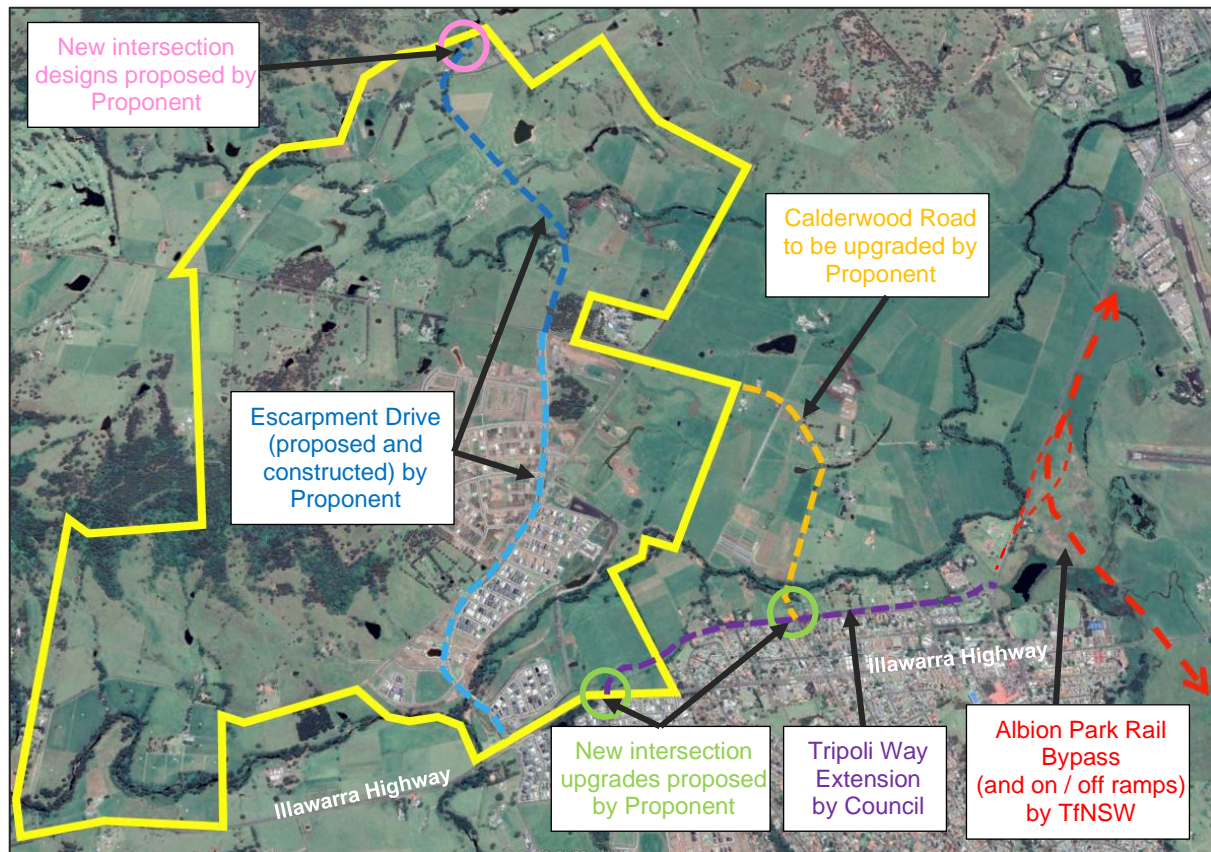 New intersection
designs proposed by
Proponent
Calderwood Road
to be upgraded by
Proponent
Escarpment Drive
(proposed and
constructed) by
Proponent
Illawarra Highway
Illawarra Highway
New intersection
upgrades proposed
by Proponent
Tripoli Way
Extension
by Council
Albion Park Rail
Bypass
(and on / off ramps)
by TfNSW